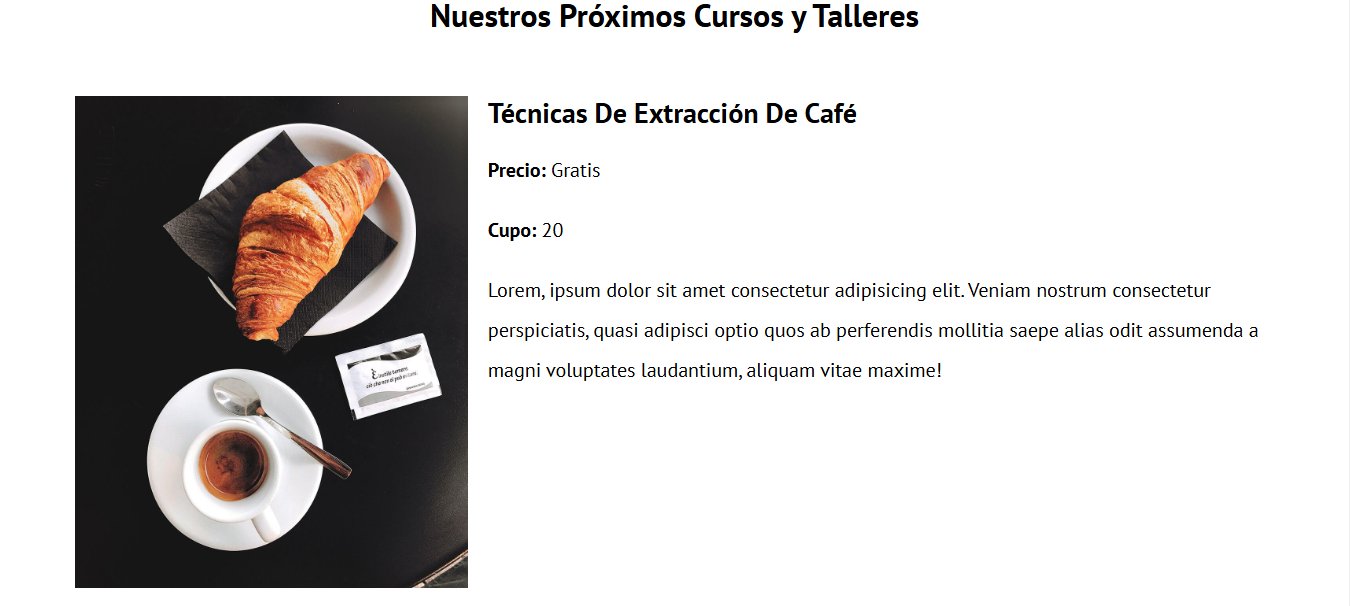 Nuestros Próximos Cursos y Talleres
Técnicas De Extracción De Café
Precio: Gratis
Cupo: 20
Lorem, ipsum dolor sit amet consectetur adipisicing elit. Veniam nostrum consectetur
perspiciatis, quasi adipisci optio quos ab perferendis mollitia saepe alias odit assumenda a
magni voluptates laudantium, aliquam vitae maxime!